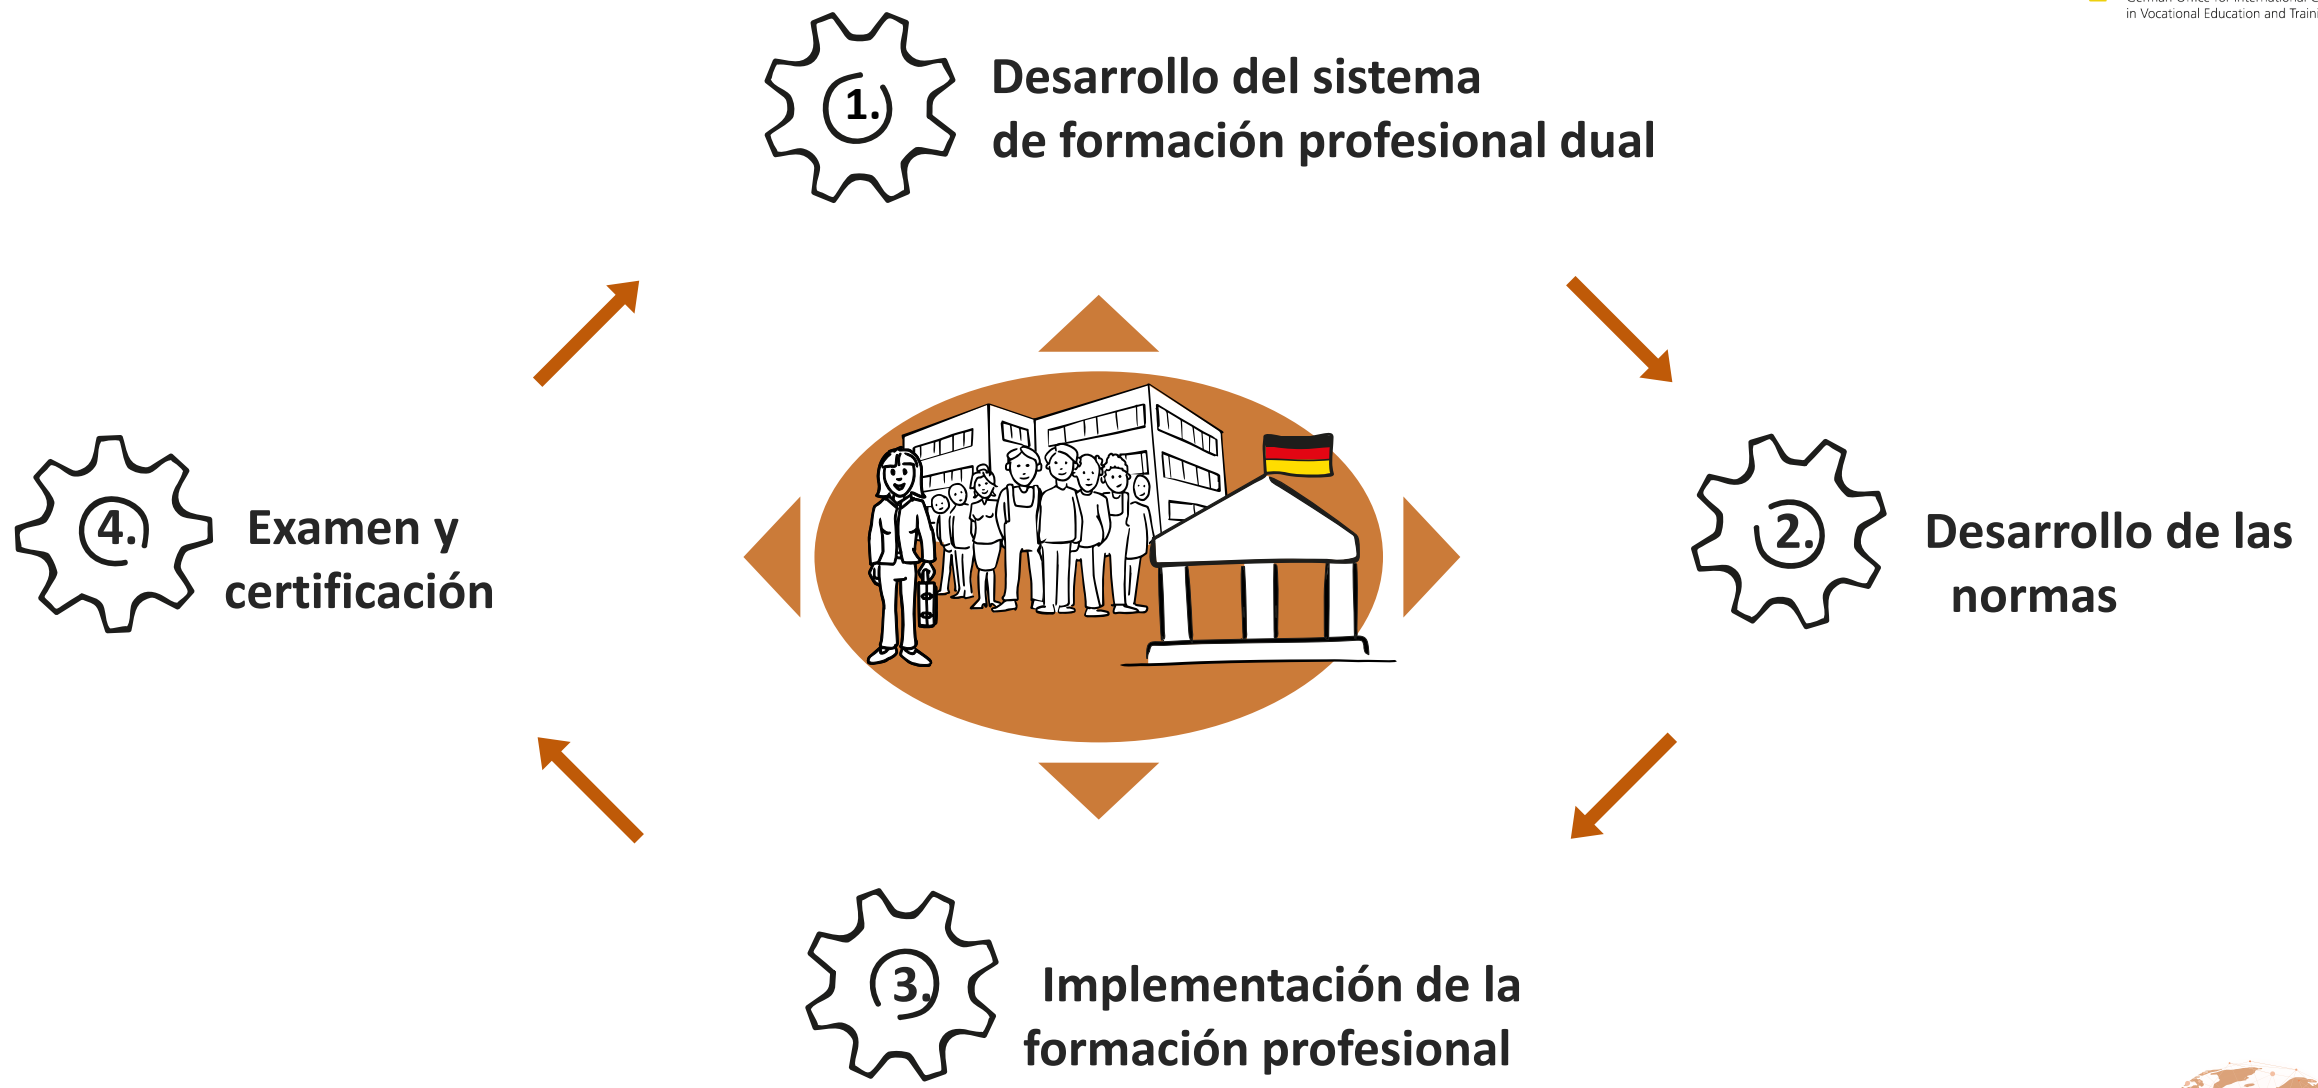 in Vocational Education and Traini
1.
Desarrollo del sistema
de formación profesional dual
2.
Desarrollo de las
normas
3.
Implementación de la
formación profesional
4.
Examen y
certificación